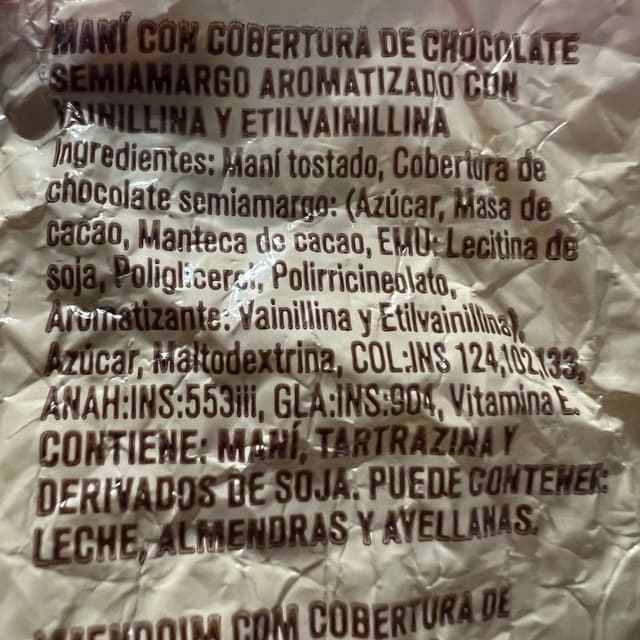 MANÍ CON COBERTURA DE CHOCOLATE
SEMIAMARGO AROMATIZADO CON
VAINILLINA Y ETILVAINILLINA
Ingredientes: Maní tostado, Cobertura de
chocolate semiamargo: (Azúcar, Masa de
cacao, Manteca de cacao, EMU: Lecitina de
soja, Poliglicerol, Polirricineolato,
Aromatizante: Vainillina y Etilvainillina),
Azúcar, Maltodextrina, COL:INS 124,102,133,
ANAH:INS:553iii, GLA:INS:904, Vitamina E.
CONTIENE: MANÍ, TARTRAZINA Y
DERIVADOS DE SOJA. PUEDE CONTENER:
LECHE, ALMENDRAS Y AVELLANAS.
COM COBERTURA DE